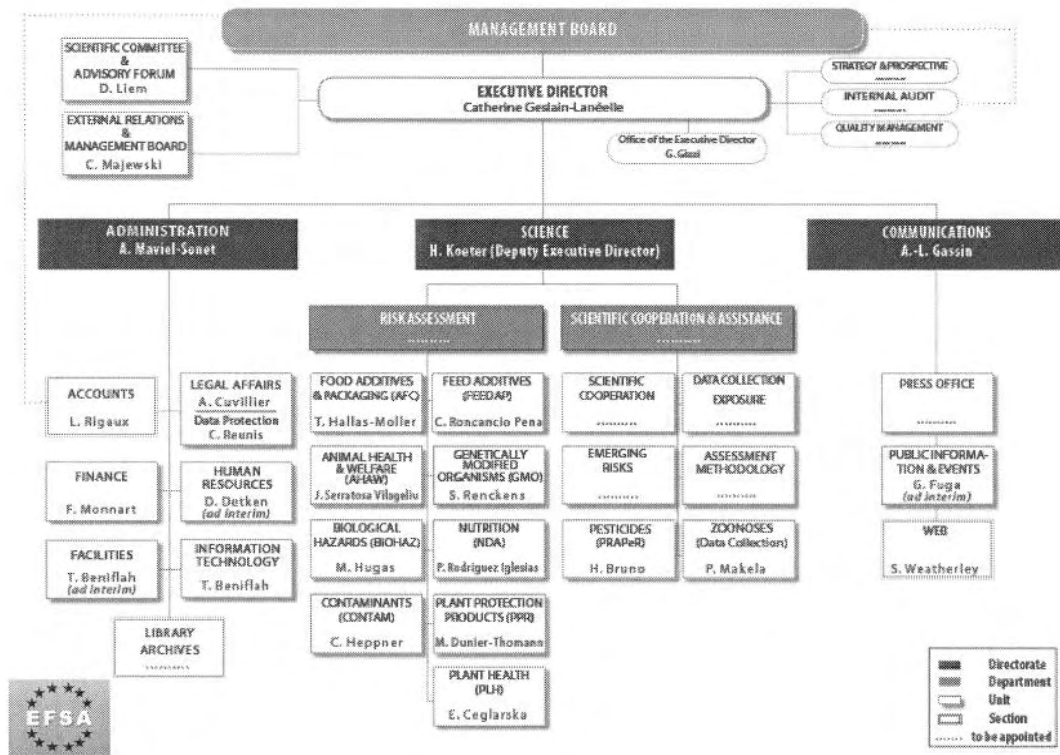 MANAGEMENT BOARD
SCIENTIFIC COMMITTEE
&
ADVISORY FORUM
D. Liem
EXTERNAL RELATIONS
&
MANAGEMENT BOARD
C. Majewski
EXECUTIVE DIRECTOR
Catherine Geslain-Lanéelle
STRATEGY & PROSPECTIVE
..........
INTERNAL AUDIT
..........
QUALITY MANAGEMENT
..........
Office of the Executive Director
ADMINISTRATION
A. Maviel-Sonet
SCIENCE
H. Koeter (Deputy Executive Director)
COMMUNICATIONS
A.-L. Gassin
RISK ASSESSMENT
..........
SCIENTIFIC COOPERATION & ASSISTANCE
..........
ACCOUNTS
L. Rigaux
LEGAL AFFAIRS
A. Cuvillier
Data Protection
C. Reunis
FINANCE
F. Monnart
HUMAN
RESOURCES
D. Detken
(ad interim)
FACILITIES
T. Beniflah
(ad interim)
INFORMATION
TECHNOLOGY
T. Beniflah
LIBRARY
ARCHIVES
..........
FOOD ADDITIVES
& PACKAGING (AFC)
T. Hallas-Moller
FEED ADDITIVES
(FEEDAP)
C. Roncancio Pena
ANIMAL HEALTH
& WELFARE
(AHAW)
J. Serratosa Vilageliu
GENETICALLY
MODIFIED
ORGANISMS (GMO)
S. Renckens
BIOLOGICAL
HAZARDS (BIOHAZ)
M. Hugas
NUTRITION
(NDA)
P. Rodriguez Iglesias
CONTAMINANTS
(CONTAM)
C. Heppner
PLANT PROTECTION
PRODUCTS (PPR)
M. Dunier-Thomann
PLANT HEALTH
(PLH)
E. Ceglarska
SCIENTIFIC
COOPERATION
..........
DATA COLLECTION
EXPOSURE
..........
EMERGING
RISKS
..........
ASSESSMENT
METHODOLOGY
..........
PESTICIDES
(PRAPeR)
H. Bruno
ZOONOSES
(Data Collection)
P. Makela
PRESS OFFICE
..........
PUBLIC INFORMA-
TION & EVENTS
G. Fuga
(ad interim)
WEB
S. Weatherley
EFSA
Directorate
Department
Unit
Section
...... to be appointed